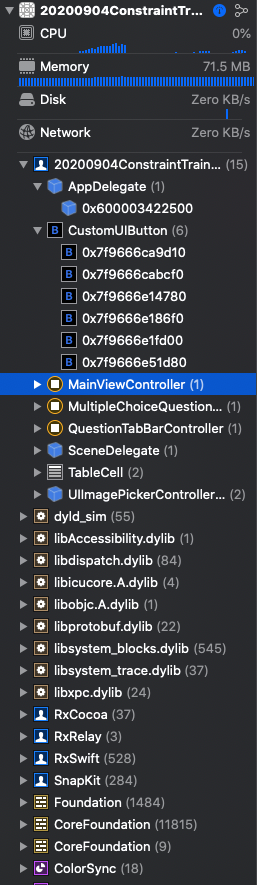 20200904ConstraintTr...
CPU 0%
Memory 71.5 MB
Disk Zero KB/s
Network Zero KB/s
20200904ConstraintTrain... (15)
AppDelegate (1)
0x600003422500
CustomUIButton (6)
0x7f9666ca9d10
0x7f9666cabcf0
0x7f9666e14780
0x7f9666e186f0
0x7f9666e1fd00
0x7f9666e51d80
MainViewController (1)
MultipleChoiceQuestion... (1)
QuestionTabBarController (1)
SceneDelegate (1)
TableCell (2)
UIImagePickerController... (2)
dyld_sim (55)
libAccessibility.dylib (1)
libdispatch.dylib (84)
libicucore.A.dylib (4)
libobjc.A.dylib (1)
libprotobuf.dylib (22)
libsystem_blocks.dylib (545)
libsystem_trace.dylib (37)
libxpc.dylib (24)
RxCocoa (37)
RxRelay (3)
RxSwift (528)
SnapKit (284)
Foundation (1484)
CoreFoundation (11815)
CoreFoundation (9)
ColorSync (18)